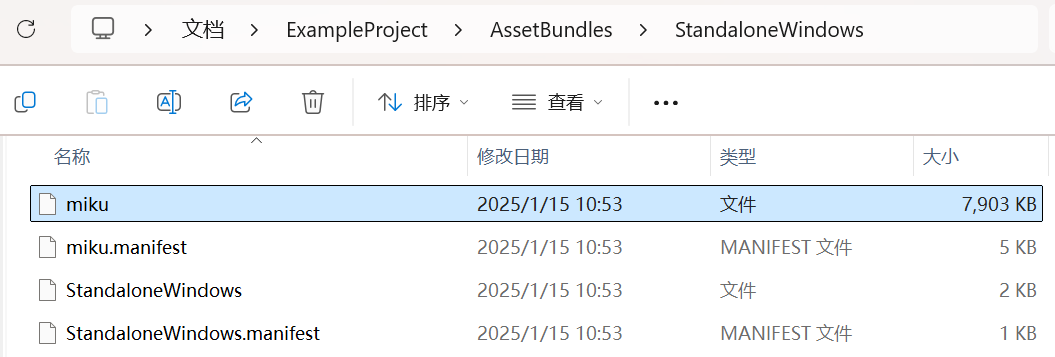 文档 ExampleProject AssetBundles StandaloneWindows
排序 查看
名称 修改日期 类型 大小
miku 2025/1/15 10:53 文件 7,903 KB
miku.manifest 2025/1/15 10:53 MANIFEST 文件 5 KB
StandaloneWindows 2025/1/15 10:53 文件 2 KB
StandaloneWindows.manifest 2025/1/15 10:53 MANIFEST 文件 1 KB